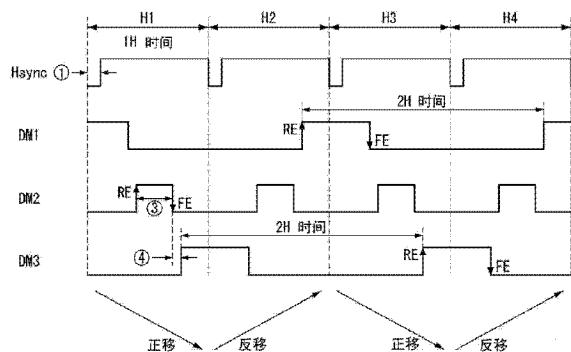 H1 H2 H3 H4
1H 时间
Hsync ①
2H 时间
DM1 RE FE
DM2 RE ③ FE
2H 时间
DM3 ④ RE FE
正移 反移 正移 反移